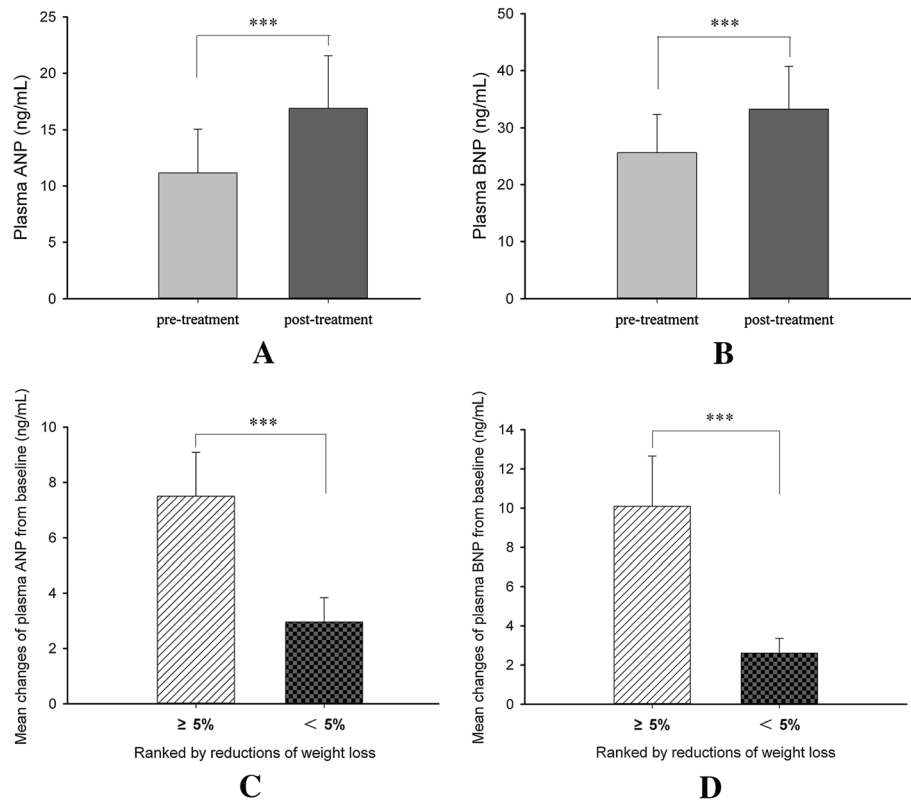 Plasma ANP (ng/mL)
25
20
15
10
5
0
***
pre-treatment
post-treatment
A
Plasma BNP (ng/mL)
50
40
30
20
10
0
***
pre-treatment
post-treatment
B
Mean changes of plasma ANP from baseline (ng/mL)
10
8
6
4
2
0
***
≥ 5%
< 5%
Ranked by reductions of weight loss
C
Mean changes of plasma BNP from baseline (ng/mL)
14
12
10
8
6
4
2
0
***
≥ 5%
< 5%
Ranked by reductions of weight loss
D